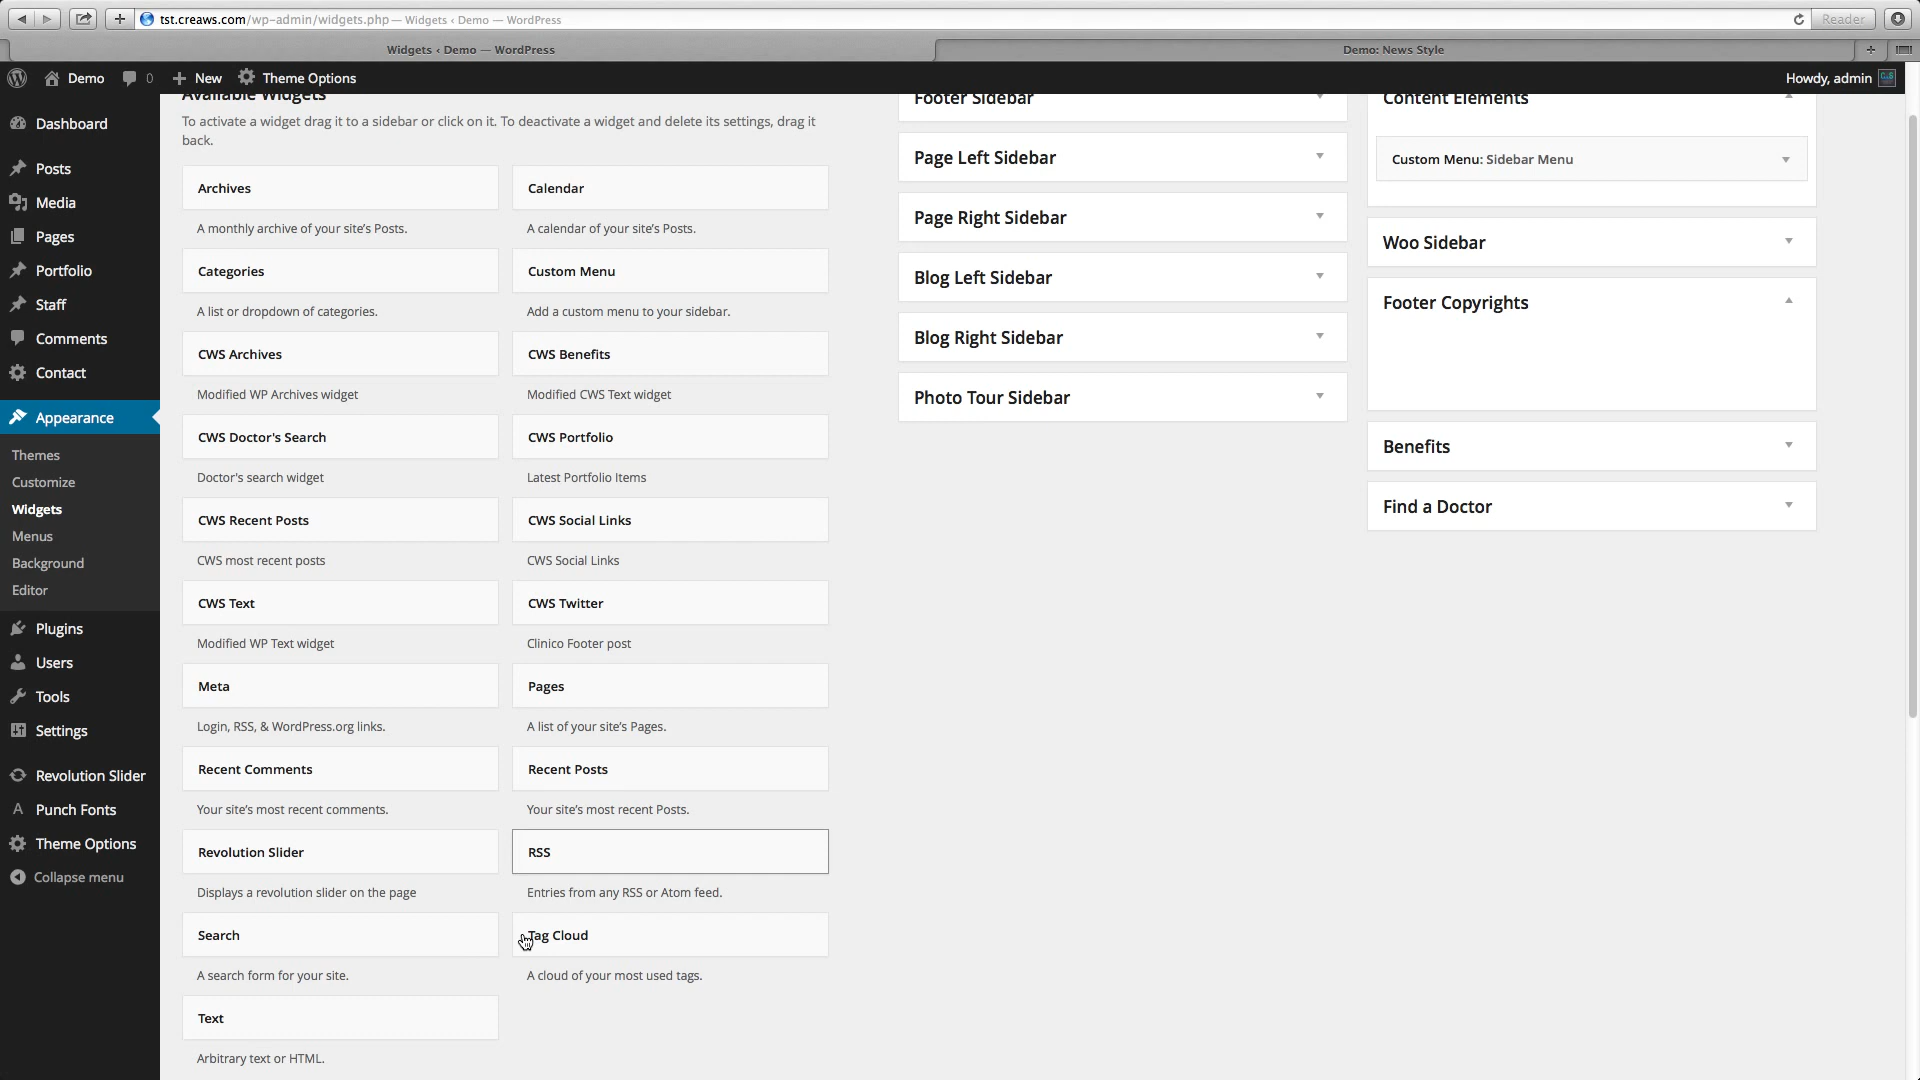 tst.creaws.com/wp-admin/widgets.php — Widgets ‹ Demo — WordPress
Reader
Widgets ‹ Demo — WordPress
Demo: News Style
Demo
0
New
Theme Options
Howdy, admin
Dashboard
Posts
Media
Pages
Portfolio
Staff
Comments
Contact
Appearance
Themes
Customize
Widgets
Menus
Background
Editor
Plugins
Users
Tools
Settings
Revolution Slider
Punch Fonts
Theme Options
Collapse menu
Available Widgets
To activate a widget drag it to a sidebar or click on it. To deactivate a widget and delete its settings, drag it
back.
Archives
Calendar
A monthly archive of your site's Posts.
A calendar of your site's Posts.
Categories
Custom Menu
A list or dropdown of categories.
Add a custom menu to your sidebar.
CWS Archives
CWS Benefits
Modified WP Archives widget
Modified CWS Text widget
CWS Doctor's Search
CWS Portfolio
Doctor's search widget
Latest Portfolio Items
CWS Recent Posts
CWS Social Links
CWS most recent posts
CWS Social Links
CWS Text
CWS Twitter
Modified WP Text widget
Clinico Footer post
Meta
Pages
Login, RSS, & WordPress.org links.
A list of your site's Pages.
Recent Comments
Recent Posts
Your site's most recent comments.
Your site's most recent Posts.
Revolution Slider
RSS
Displays a revolution slider on the page
Entries from any RSS or Atom feed.
Search
Tag Cloud
A search form for your site.
A cloud of your most used tags.
Text
Arbitrary text or HTML.
Footer Sidebar
Page Left Sidebar
Page Right Sidebar
Blog Left Sidebar
Blog Right Sidebar
Photo Tour Sidebar
Content Elements
Custom Menu: Sidebar Menu
Woo Sidebar
Footer Copyrights
Benefits
Find a Doctor